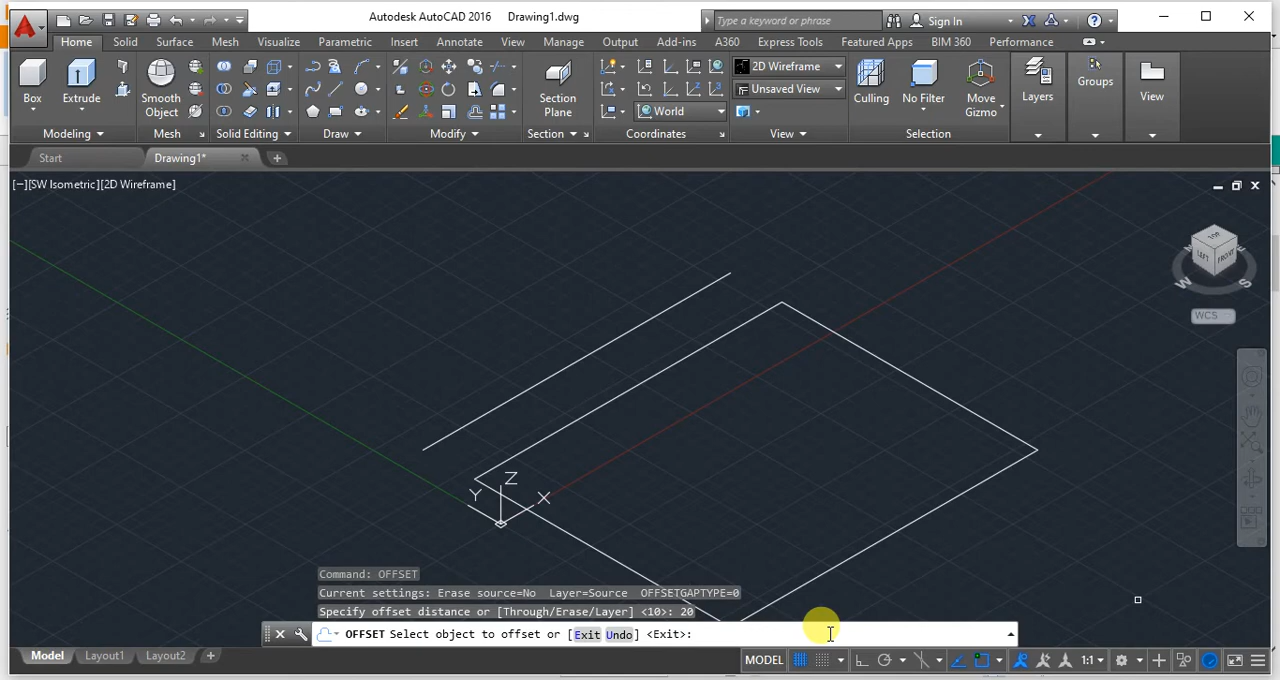 Autodesk AutoCAD 2016 Drawing1.dwg
Type a keyword or phrase
Sign In
Home Solid Surface Mesh Visualize Parametric Insert Annotate View Manage Output Add-ins A360 Express Tools Featured Apps BIM 360 Performance
Box
Extrude
Smooth Object
Section Plane
World
2D Wireframe
Unsaved View
Culling
No Filter
Move Gizmo
Layers
Groups
View
Modeling Mesh Solid Editing Draw Modify Section Coordinates View Selection
Start Drawing1*
[−][SW Isometric][2D Wireframe]
TOP
LEFT FRONT
W S
WCS
Z
Y X
Command: OFFSET
Current settings: Erase source=No Layer=Source OFFSETGAPTYPE=0
Specify offset distance or [Through/Erase/Layer] <10>: 20
OFFSET Select object to offset or [Exit Undo] <Exit>:
Model Layout1 Layout2
MODEL 1:1